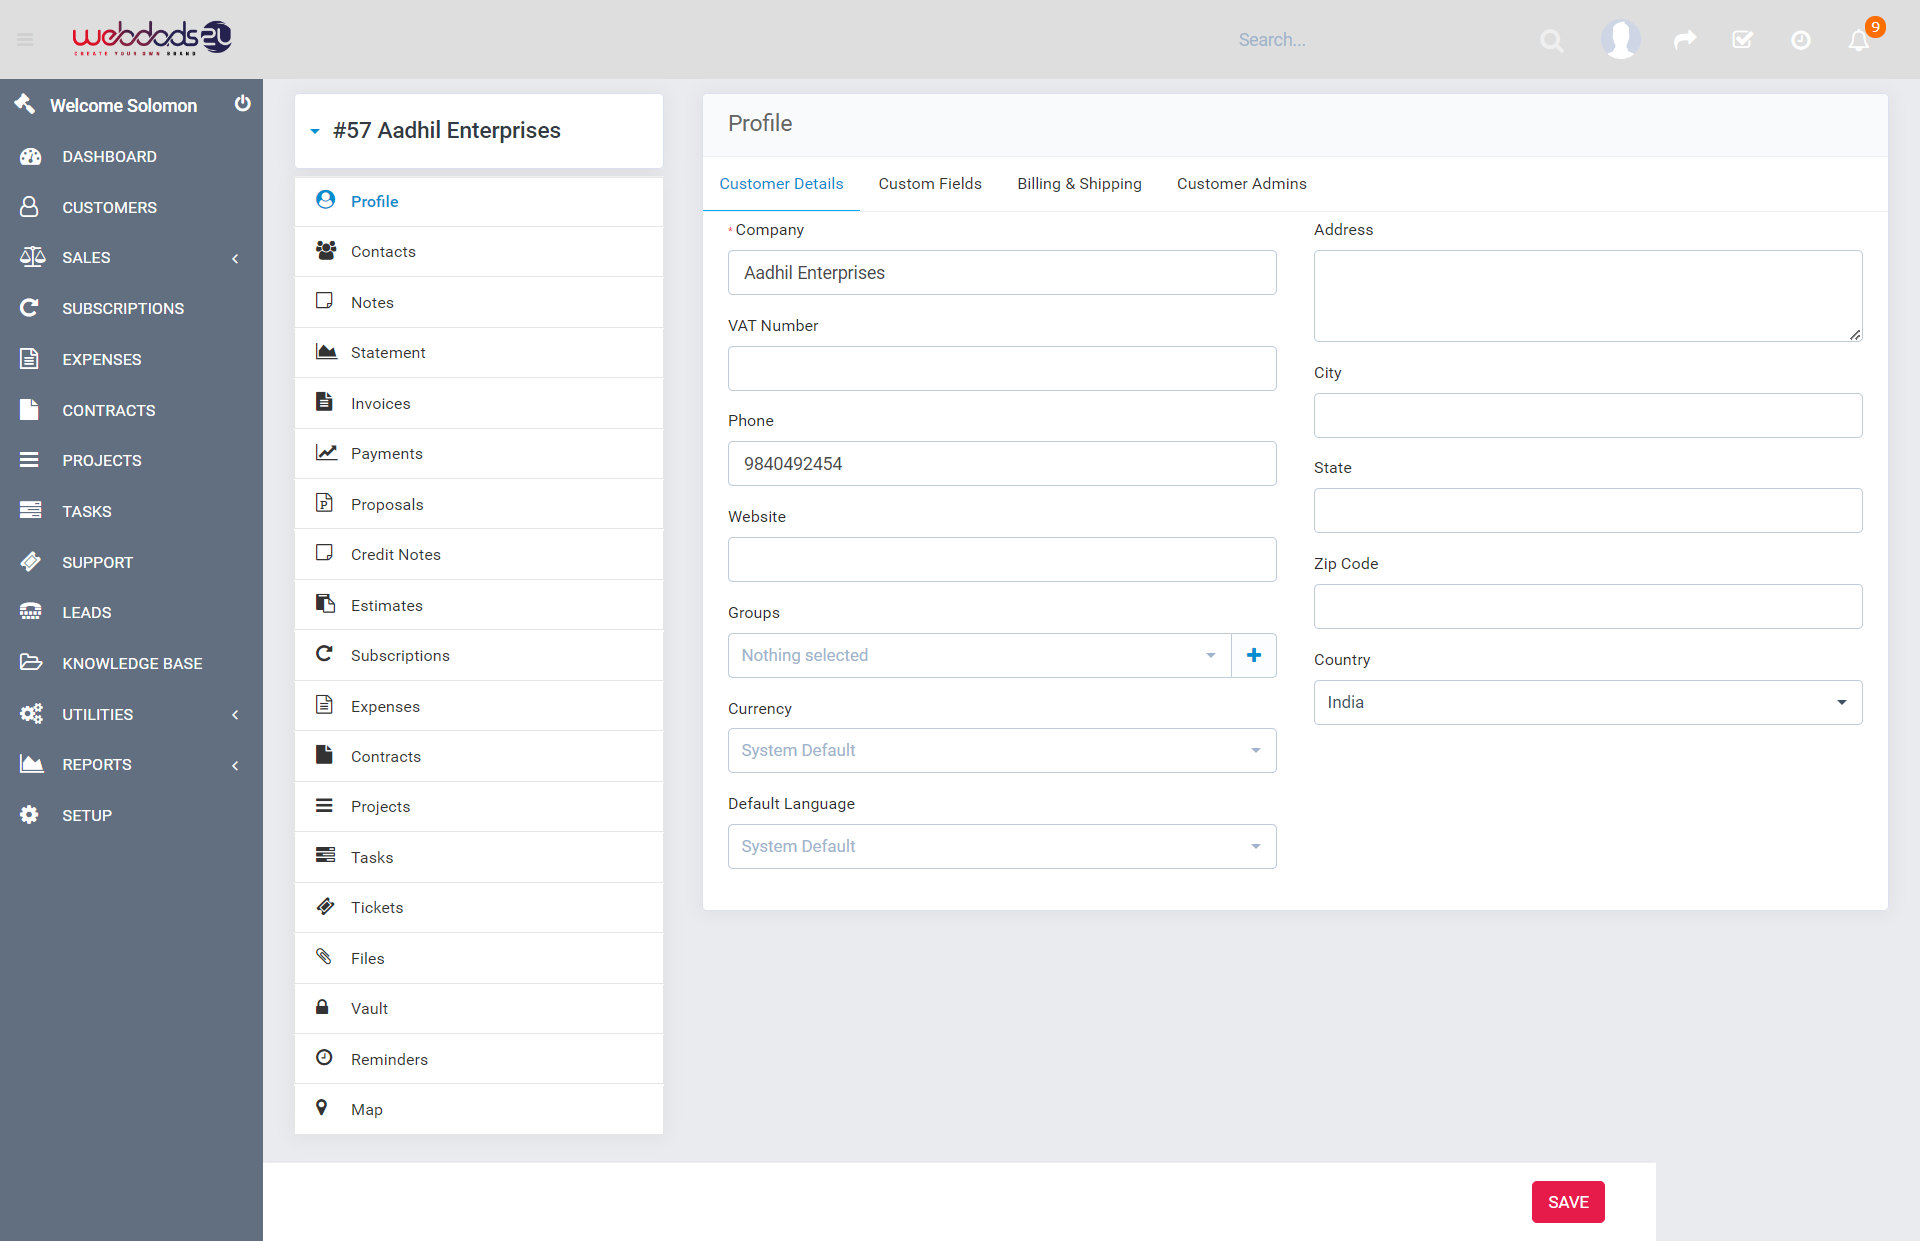 webdads2u
CREATE YOUR OWN BRAND
Search...
9
Welcome Solomon
DASHBOARD
CUSTOMERS
SALES
SUBSCRIPTIONS
EXPENSES
CONTRACTS
PROJECTS
TASKS
SUPPORT
LEADS
KNOWLEDGE BASE
UTILITIES
REPORTS
SETUP
#57 Aadhil Enterprises
Profile
Contacts
Notes
Statement
Invoices
Payments
Proposals
Credit Notes
Estimates
Subscriptions
Expenses
Contracts
Projects
Tasks
Tickets
Files
Vault
Reminders
Map
Profile
Customer Details Custom Fields Billing & Shipping Customer Admins
* Company
Aadhil Enterprises
VAT Number
Phone
9840492454
Website
Groups
Nothing selected
Currency
System Default
Default Language
System Default
Address
City
State
Zip Code
Country
India
SAVE